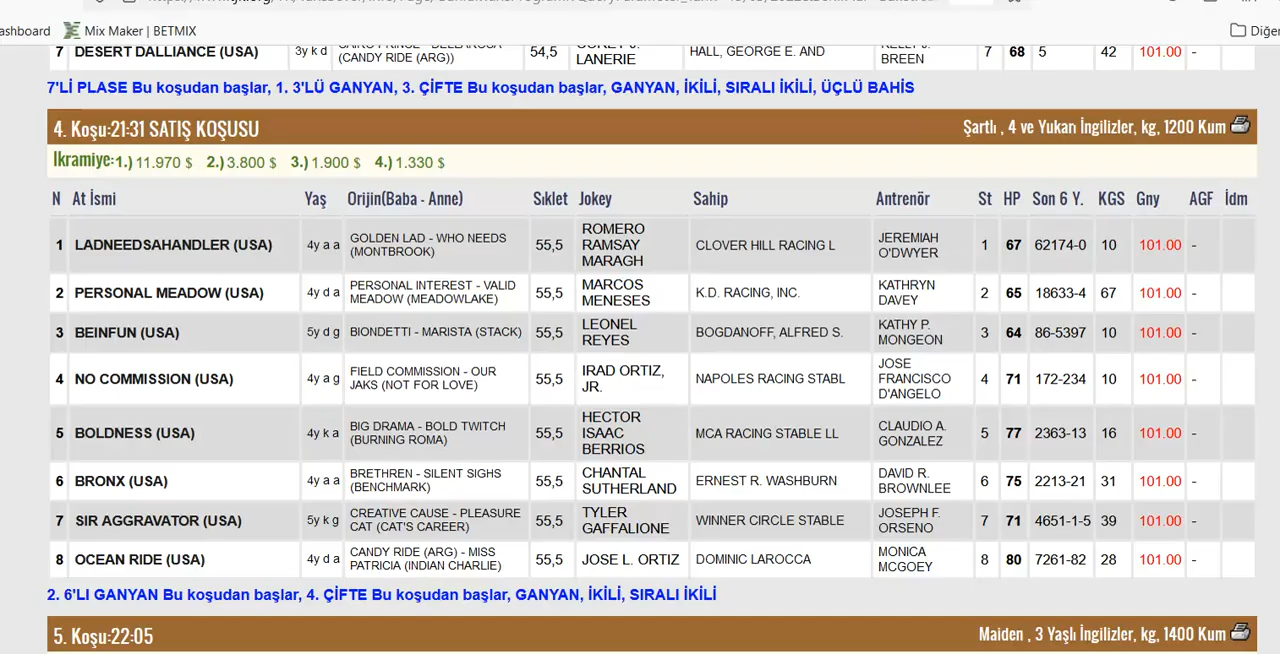 ashboard Mix Maker | BETMIX Diğer
7 DESERT DALLIANCE (USA) 3y k d (CANDY RIDE (ARG)) 54,5 COREY J. LANERIE HALL, GEORGE E. AND KELLY J. BREEN 7 68 5 42 101.00 -
7'Lİ PLASE Bu koşudan başlar, 1. 3'LÜ GANYAN, 3. ÇİFTE Bu koşudan başlar, GANYAN, İKİLİ, SIRALI İKİLİ, ÜÇLÜ BAHİS
4. Koşu:21:31 SATIŞ KOŞUSU Şartlı , 4 ve Yukarı İngilizler, kg, 1200 Kum
İkramiye:1.) 11.970 $ 2.) 3.800 $ 3.) 1.900 $ 4.) 1.330 $
N At İsmi Yaş Orijin(Baba - Anne) Sıklet Jokey Sahip Antrenör St HP Son 6 Y. KGS Gny AGF İdm
1 LADNEEDSAHANDLER (USA) 4y a a GOLDEN LAD - WHO NEEDS (MONTBROOK) 55,5 ROMERO RAMSAY MARAGH CLOVER HILL RACING L JEREMIAH O'DWYER 1 67 62174-0 10 101.00 -
2 PERSONAL MEADOW (USA) 4y d a PERSONAL INTEREST - VALID MEADOW (MEADOWLAKE) 55,5 MARCOS MENESES K.D. RACING, INC. KATHRYN DAVEY 2 65 18633-4 67 101.00 -
3 BEINFUN (USA) 5y d g BIONDETTI - MARISTA (STACK) 55,5 LEONEL REYES BOGDANOFF, ALFRED S. KATHY P. MONGEON 3 64 86-5397 10 101.00 -
4 NO COMMISSION (USA) 4y a g FIELD COMMISSION - OUR JAKS (NOT FOR LOVE) 55,5 IRAD ORTIZ, JR. NAPOLES RACING STABL JOSE FRANCISCO D'ANGELO 4 71 172-234 10 101.00 -
5 BOLDNESS (USA) 4y k a BIG DRAMA - BOLD TWITCH (BURNING ROMA) 55,5 HECTOR ISAAC BERRIOS MCA RACING STABLE LL CLAUDIO A. GONZALEZ 5 77 2363-13 16 101.00 -
6 BRONX (USA) 4y a a BRETHREN - SILENT SIGHS (BENCHMARK) 55,5 CHANTAL SUTHERLAND ERNEST R. WASHBURN DAVID R. BROWNLEE 6 75 2213-21 31 101.00 -
7 SIR AGGRAVATOR (USA) 5y k g CREATIVE CAUSE - PLEASURE CAT (CAT'S CAREER) 55,5 TYLER GAFFALIONE WINNER CIRCLE STABLE JOSEPH F. ORSENO 7 71 4651-1-5 39 101.00 -
8 OCEAN RIDE (USA) 4y d a CANDY RIDE (ARG) - MISS PATRICIA (INDIAN CHARLIE) 55,5 JOSE L. ORTIZ DOMINIC LAROCCA MONICA MCGOEY 8 80 7261-82 28 101.00 -
2. 6'LI GANYAN Bu koşudan başlar, 4. ÇİFTE Bu koşudan başlar, GANYAN, İKİLİ, SIRALI İKİLİ
5. Koşu:22:05 Maiden , 3 Yaşlı İngilizler, kg, 1400 Kum